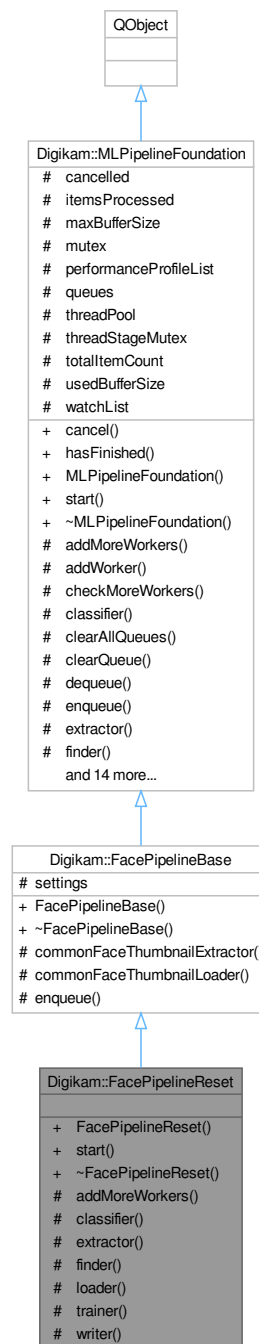 QObject
Digikam::MLPipelineFoundation
# cancelled
# itemsProcessed
# maxBufferSize
# mutex
# performanceProfileList
# queues
# threadPool
# threadStageMutex
# totalItemCount
# usedBufferSize
# watchList
+ cancel()
+ hasFinished()
+ MLPipelineFoundation()
+ start()
+ ~MLPipelineFoundation()
# addMoreWorkers()
# addWorker()
# checkMoreWorkers()
# classifier()
# clearAllQueues()
# clearQueue()
# dequeue()
# enqueue()
# extractor()
# finder()
and 14 more...
Digikam::FacePipelineBase
# settings
+ FacePipelineBase()
+ ~FacePipelineBase()
# commonFaceThumbnailExtractor(
# commonFaceThumbnailLoader()
# enqueue()
Digikam::FacePipelineReset
+ FacePipelineReset()
+ start()
+ ~FacePipelineReset()
# addMoreWorkers()
# classifier()
# extractor()
# finder()
# loader()
# trainer()
# writer()